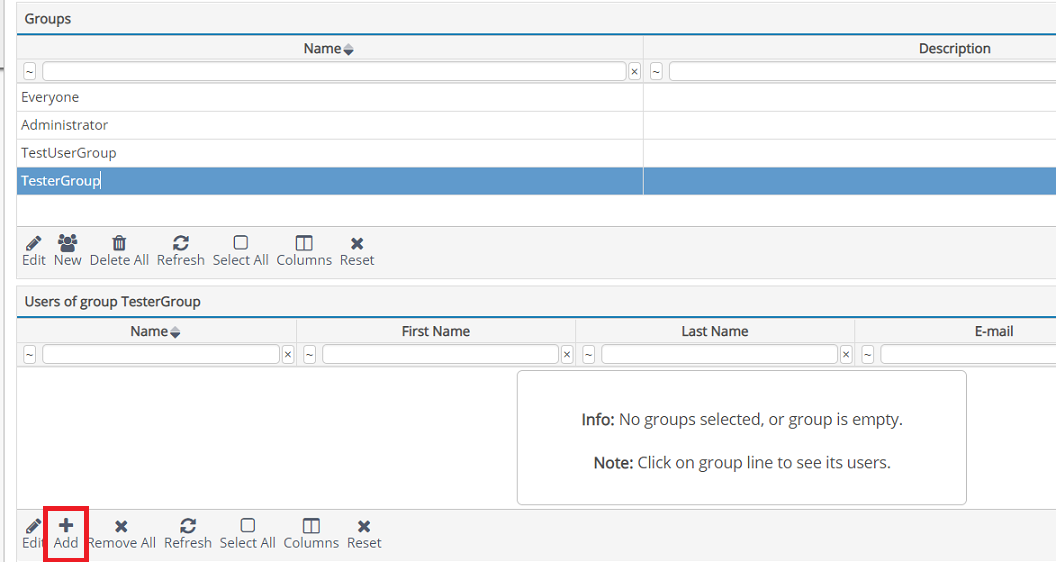 Groups
Name Description
~ × ~
Everyone
Administrator
TestUserGroup
TesterGroup
Edit New Delete All Refresh Select All Columns Reset
Users of group TesterGroup
Name First Name Last Name E-mail
~ × ~ × ~ × ~
Info: No groups selected, or group is empty.
Note: Click on group line to see its users.
Edit Add Remove All Refresh Select All Columns Reset